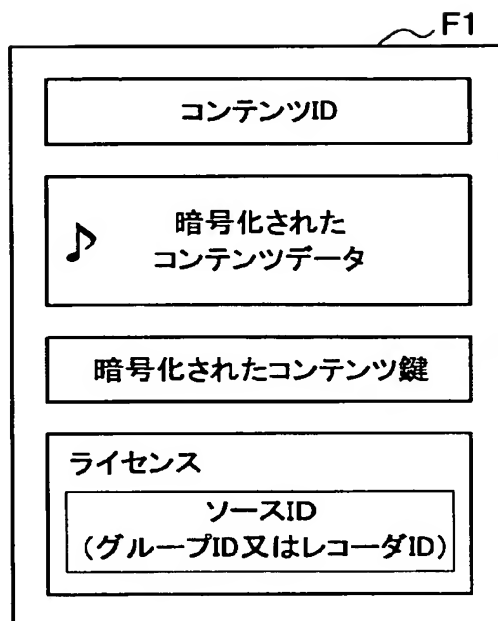 F1
コンテンツID
暗号化された
コンテンツデータ
暗号化されたコンテンツ鍵
ライセンス
ソースID
(グループID又はレコーダID)